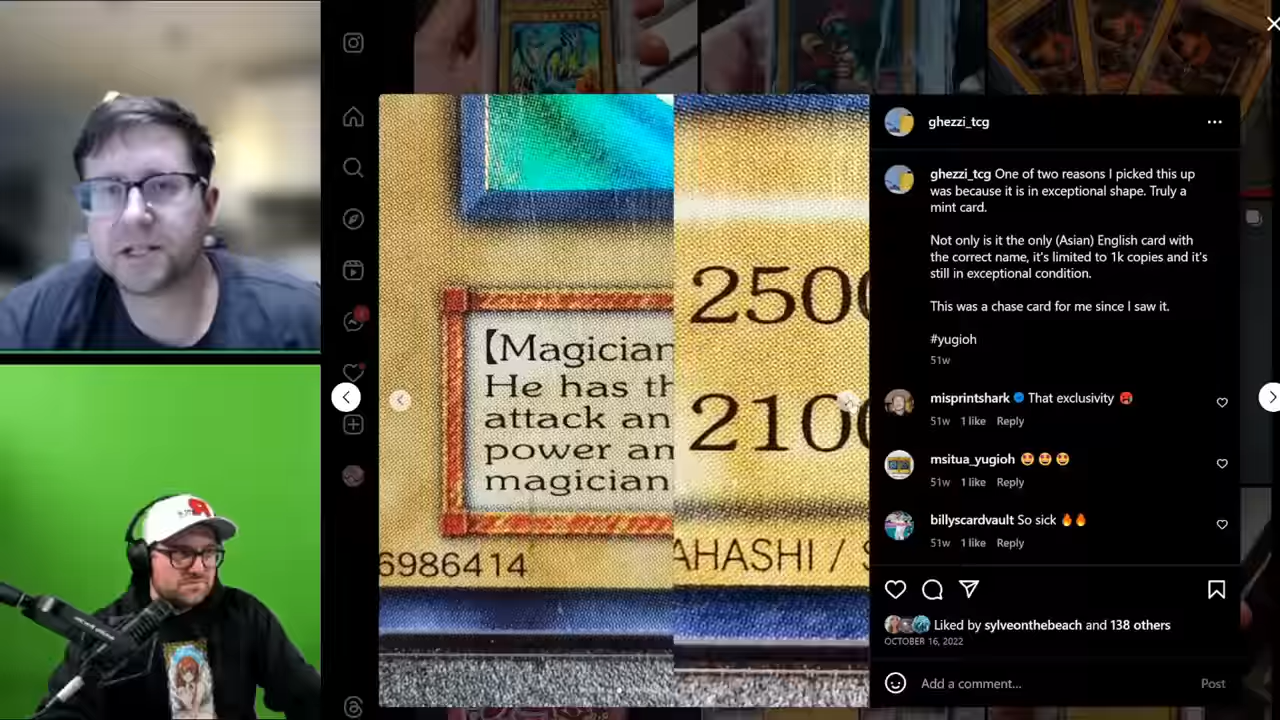 【Magician
He has th
attack an
power an
magician
6986414
2500
2100
AHASHI / S
ghezzi_tcg
ghezzi_tcg One of two reasons I picked this up
was because it is in exceptional shape. Truly a
mint card.
Not only is it the only (Asian) English card with
the correct name, it's limited to 1k copies and it's
still in exceptional condition.
This was a chase card for me since I saw it.
#yugioh
51w
misprintshark That exclusivity
51w 1 like Reply
msitua_yugioh
51w 1 like Reply
billyscardvault So sick 🔥🔥
51w 1 like Reply
Liked by sylveonthebeach and 138 others
OCTOBER 16, 2022
Add a comment...
Post